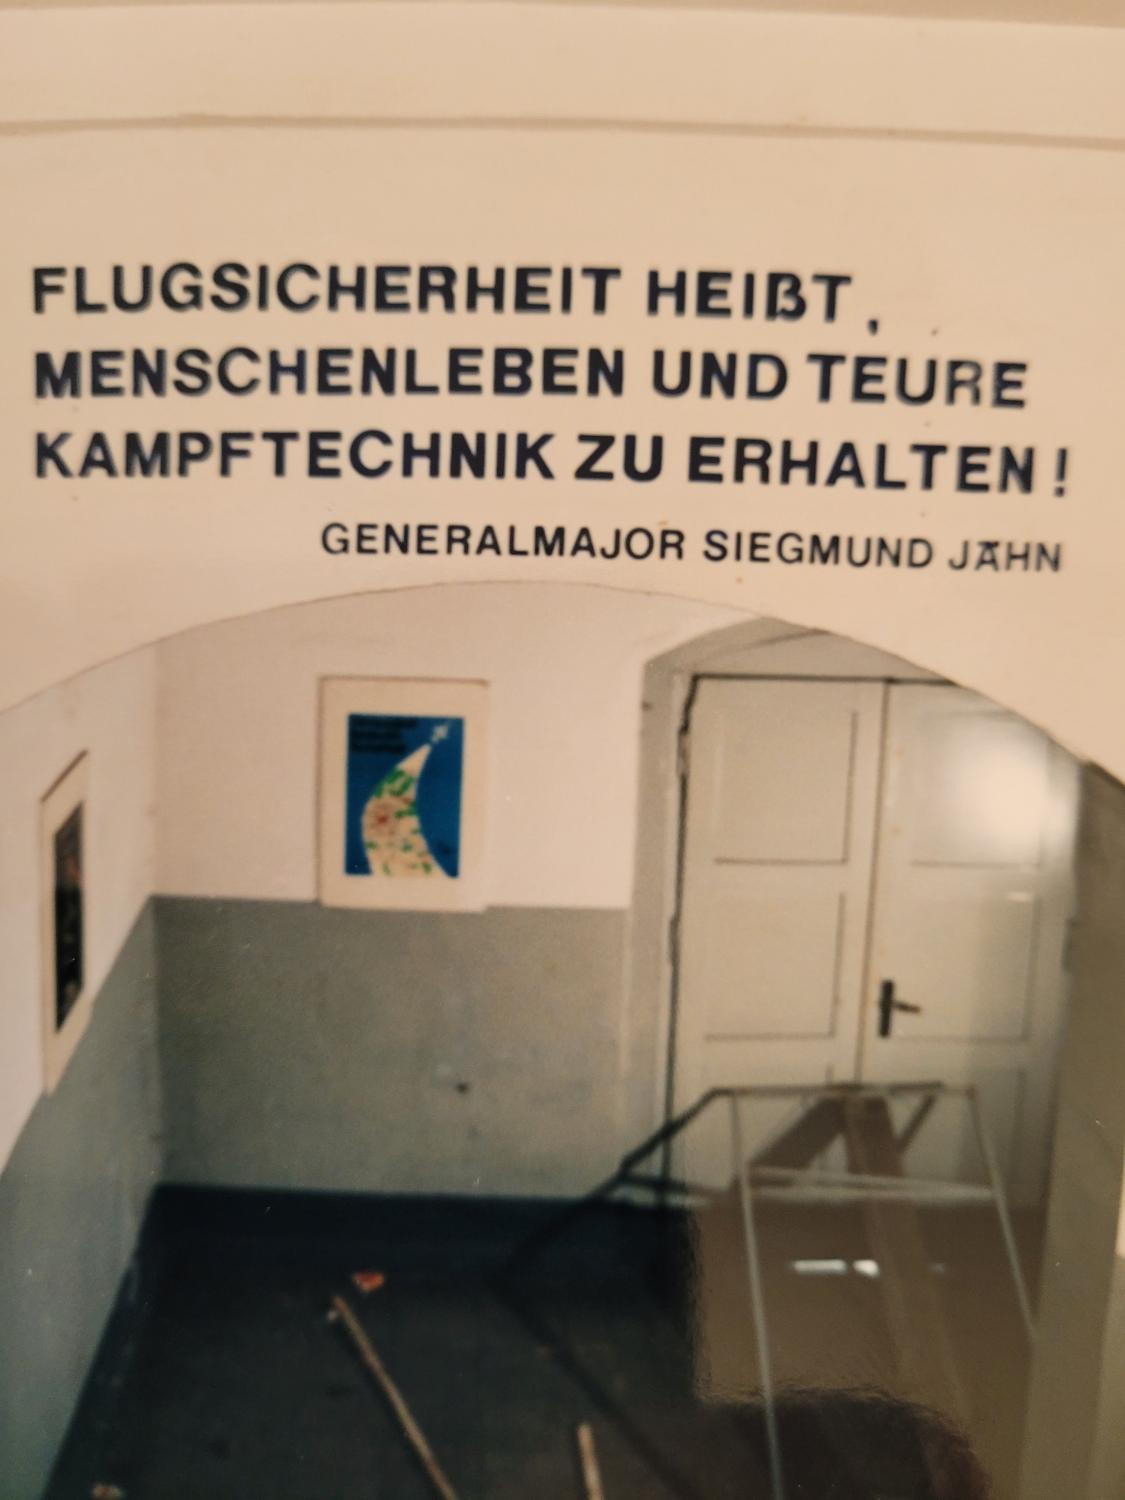 FLUGSICHERHEIT HEIẞT,
MENSCHENLEBEN UND TEURE
KAMPFTECHNIK ZU ERHALTEN!
GENERALMAJOR SIEGMUND JÄHN